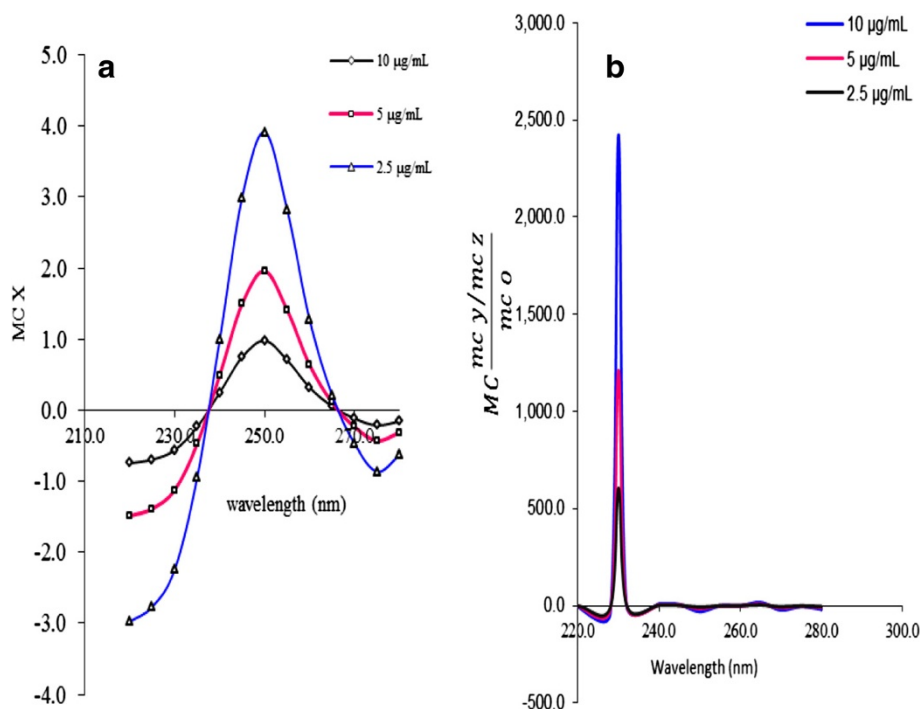 a
10 µg/mL
5 µg/mL
2.5 µg/mL
5.0
4.0
3.0
2.0
1.0
0.0
-1.0
-2.0
-3.0
-4.0
210.0 230.0 250.0 270.0
MC X
wavelength (nm)
b
10 µg/mL
5 µg/mL
2.5 µg/mL
3,000.0
2,500.0
2,000.0
1,500.0
1,000.0
500.0
0.0
-500.0
220.0 240.0 260.0 280.0 300.0
MC mc y/mc z
mc o
Wavelength (nm)